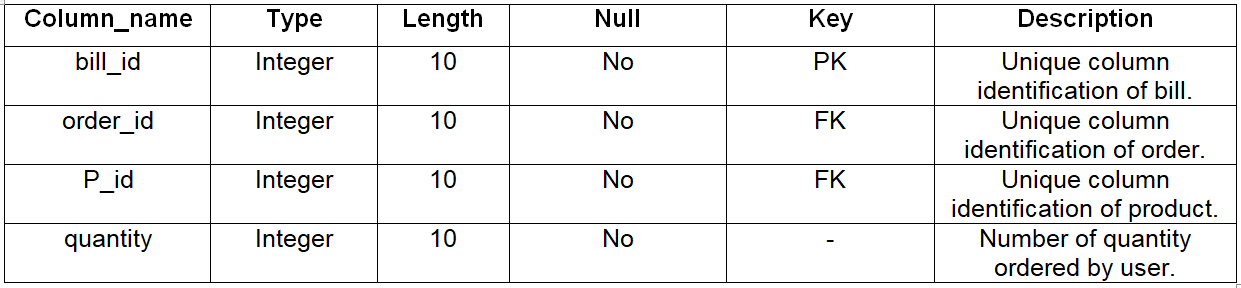 Column_name Type Length Null Key Description
bill_id Integer 10 No PK Unique column
identification of bill.
order_id Integer 10 No FK Unique column
identification of order.
P_id Integer 10 No FK Unique column
identification of product.
quantity Integer 10 No - Number of quantity
ordered by user.